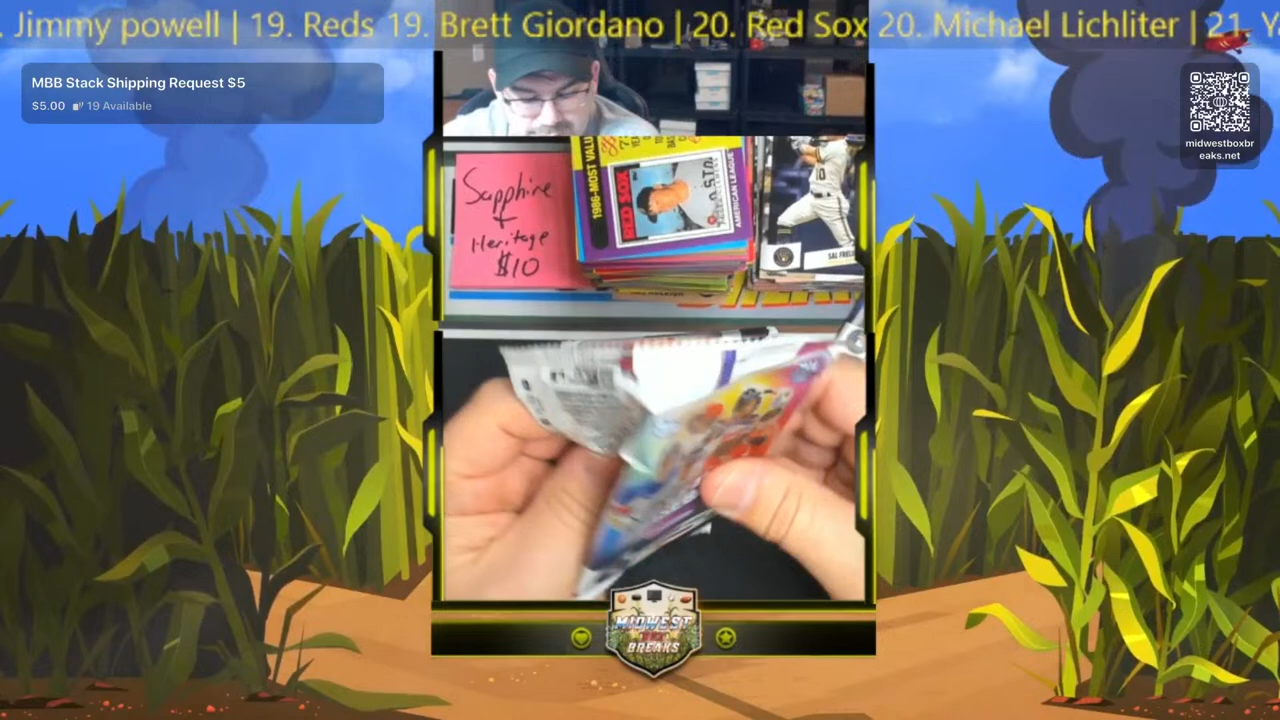 . Jimmy powell | 19. Reds 19. Brett Giordano | 20. Red Sox 20. Michael Lichliter | 21. Y
MBB Stack Shipping Request $5
$5.00 19 Available
midwestboxbr
eaks.net
Sapphire
+
Heritage
$10
1986-MOST VALU
RED SOX
AMERICAN LEAGUE
10
SAL FREL
MIDWEST
BOX
BREAKS